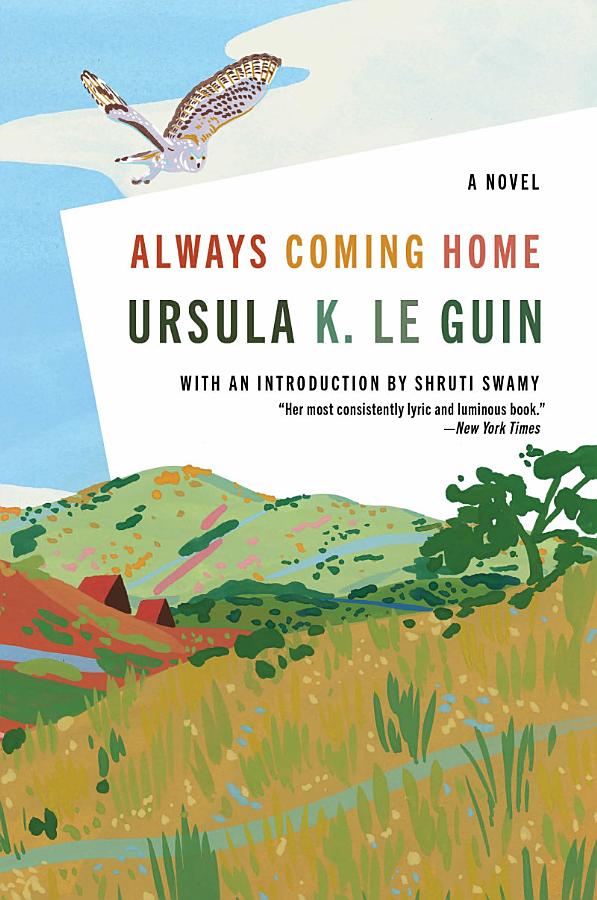 A NOVEL
ALWAYS COMING HOME
URSULA K. LE GUIN
WITH AN INTRODUCTION BY SHRUTI SWAMY
“Her most consistently lyric and luminous book.”
—New York Times